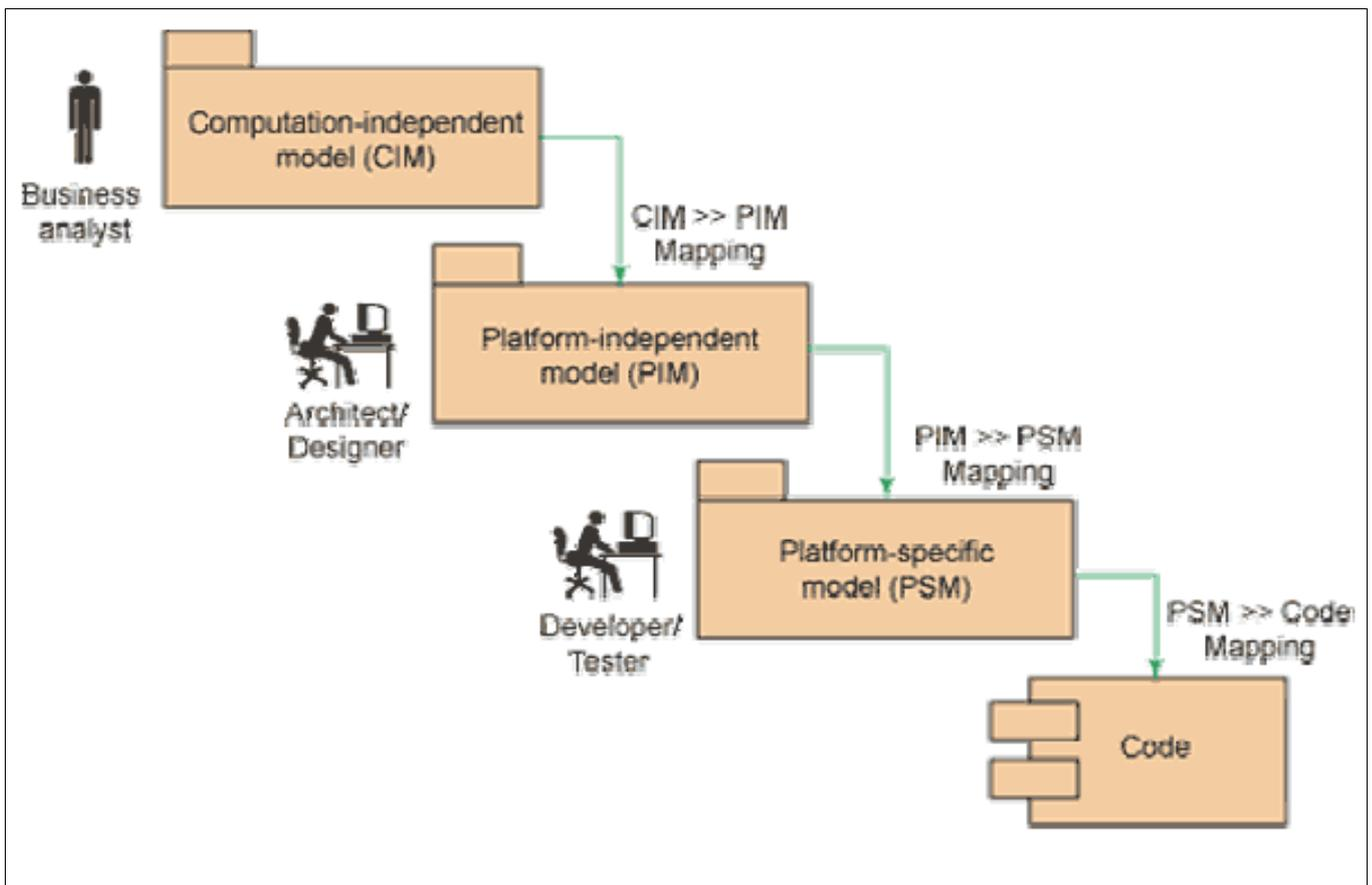 Computation-independent
model (CIM)
Business
analyst
CIM >> PIM
Mapping
Platform-independent
model (PIM)
Architect/
Designer
PIM >> PSM
Mapping
Platform-specific
model (PSM)
Developer/
Tester
PSM >> Code
Mapping
Code